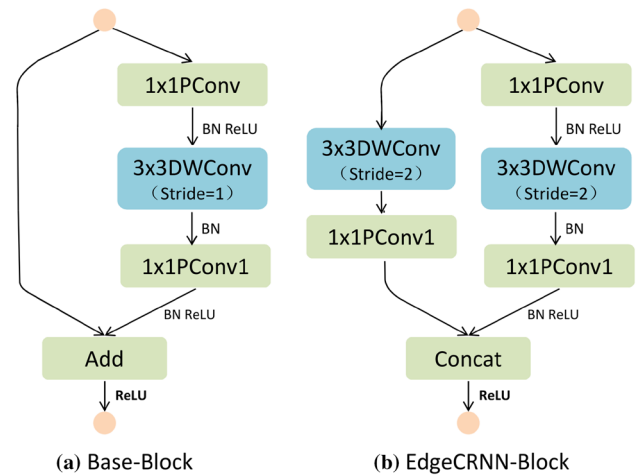 1x1PConv
BN ReLU
3x3DWConv
（Stride=1）
BN
1x1PConv1
BN ReLU
Add
ReLU
(a) Base-Block
1x1PConv
BN ReLU
3x3DWConv
（Stride=2）
3x3DWConv
（Stride=2）
BN
1x1PConv1
1x1PConv1
BN ReLU
Concat
ReLU
(b) EdgeCRNN-Block